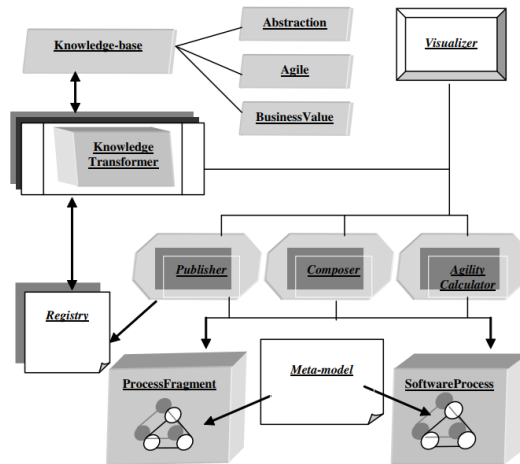 Abstraction
Knowledge-base
Visualizer
Agile
BusinessValue
Knowledge
Transformer
Publisher
Composer
Agility
Calculator
Registry
ProcessFragment
Meta-model
SoftwareProcess